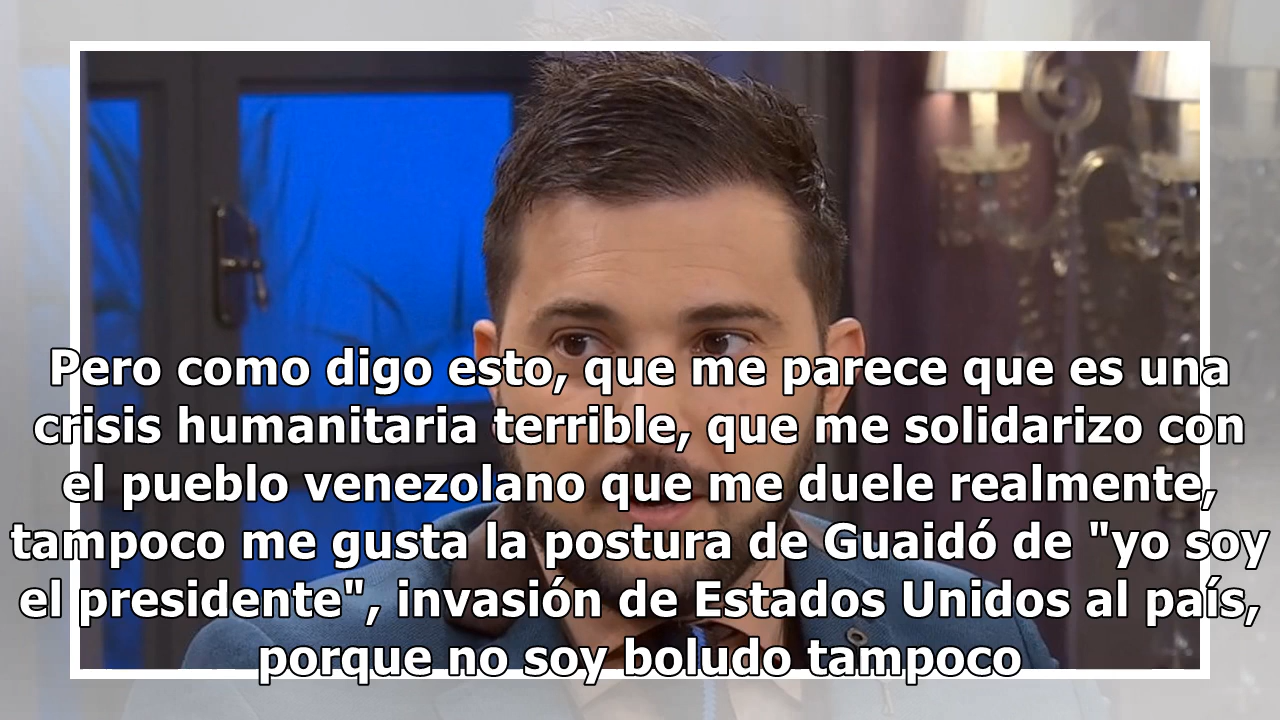 Pero como digo esto, que me parece que es una
crisis humanitaria terrible, que me solidarizo con
el pueblo venezolano que me duele realmente,
tampoco me gusta la postura de Guaidó de "yo soy
el presidente", invasión de Estados Unidos al país,
porque no soy boludo tampoco